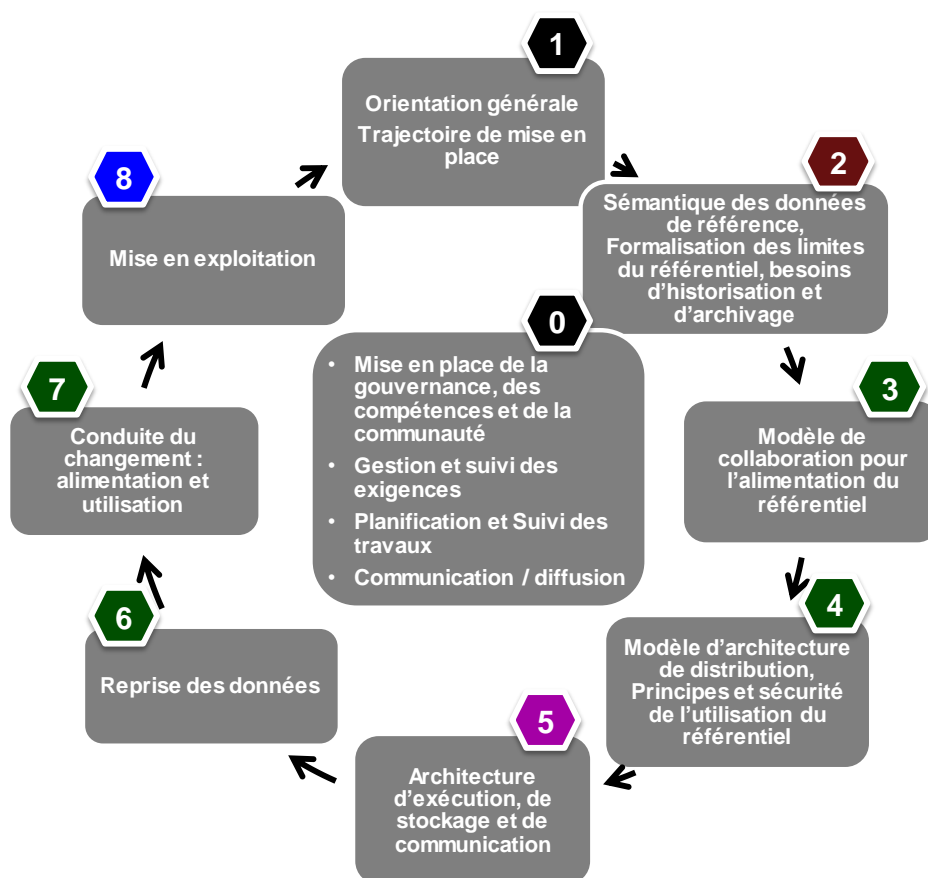 1
Orientation générale
Trajectoire de mise en
place
2
Sémantique des données
de référence,
Formalisation des limites
du référentiel, besoins
d’historisation et
d’archivage
3
Modèle de
collaboration pour
l’alimentation du
référentiel
4
Modèle d’architecture
de distribution,
Principes et sécurité
de l’utilisation du
référentiel
5
Architecture
d’exécution, de
stockage et de
communication
6
Reprise des données
7
Conduite du
changement :
alimentation et
utilisation
8
Mise en exploitation
0
• Mise en place de la
gouvernance, des
compétences et de la
communauté
• Gestion et suivi des
exigences
• Planification et Suivi des
travaux
• Communication / diffusion